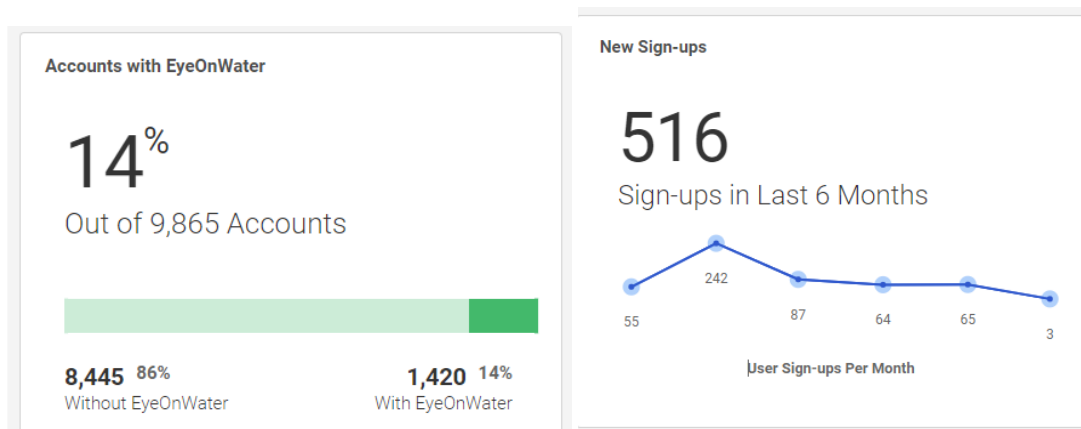 Accounts with EyeOnWater
14%
Out of 9,865 Accounts
8,445 86%
Without EyeOnWater
1,420 14%
With EyeOnWater
New Sign-ups
516
Sign-ups in Last 6 Months
55
242
87
64
65
3
User Sign-ups Per Month